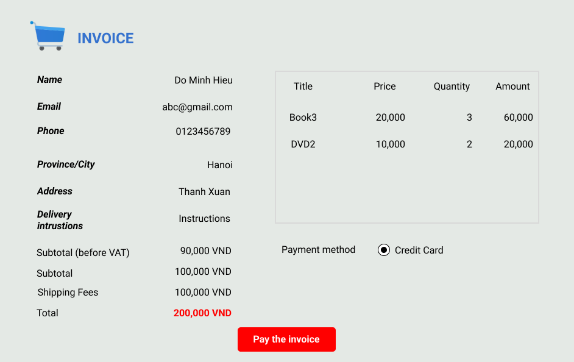 INVOICE
Name Do Minh Hieu
Email abc@gmail.com
Phone 0123456789
Province/City Hanoi
Address Thanh Xuan
Delivery
intrustions Instructions
Subtotal (before VAT) 90,000 VND
Subtotal 100,000 VND
Shipping Fees 100,000 VND
Total 200,000 VND
Title Price Quantity Amount
Book3 20,000 3 60,000
DVD2 10,000 2 20,000
Payment method Credit Card
Pay the invoice